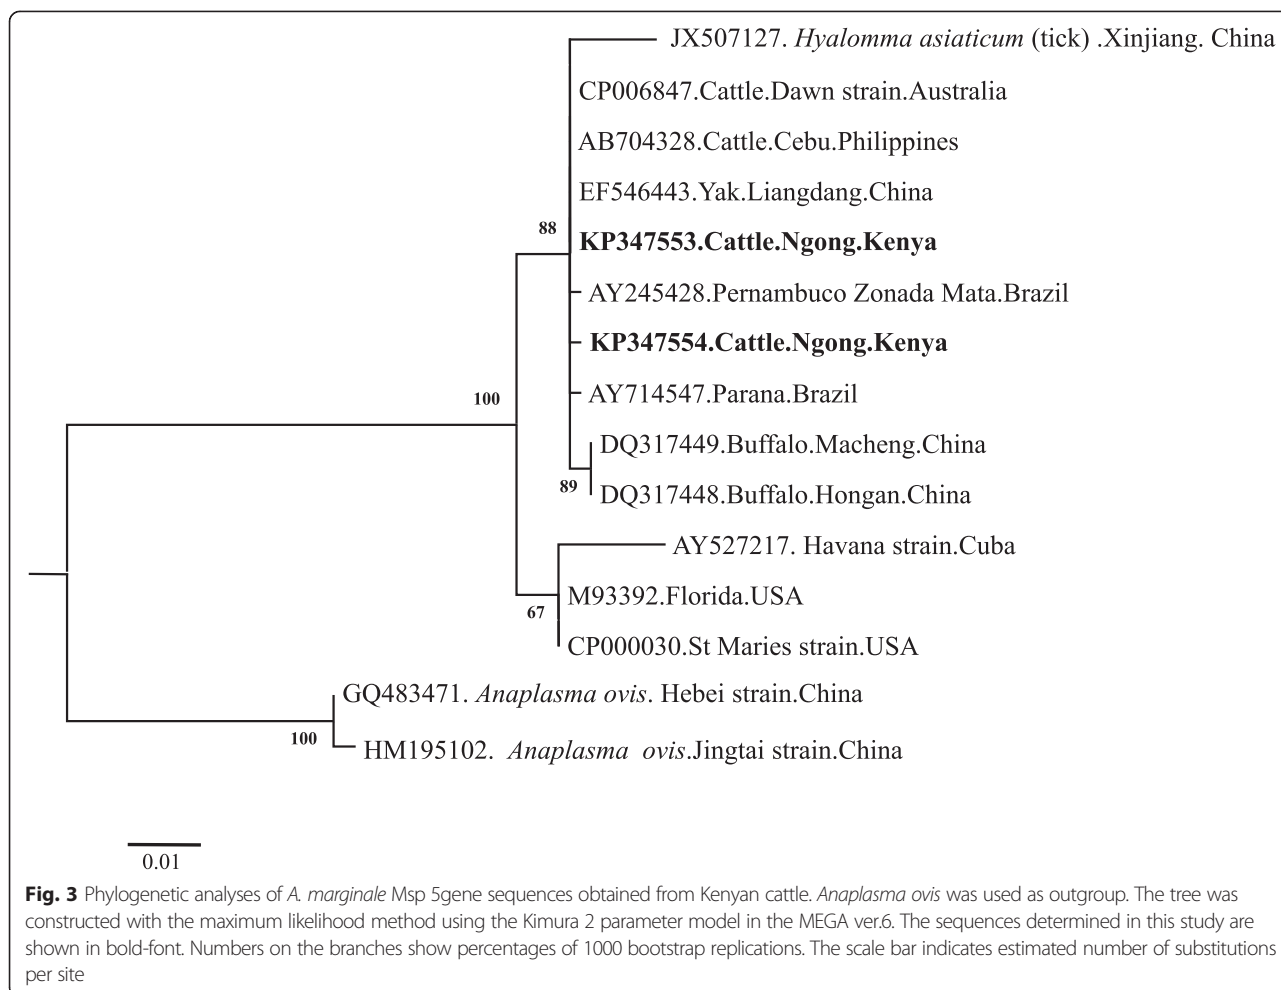 JX507127. Hyalomma asiaticum (tick) .Xinjiang. China
CP006847.Cattle.Dawn strain.Australia
AB704328.Cattle.Cebu.Philippines
EF546443.Yak.Liangdang.China
88
KP347553.Cattle.Ngong.Kenya
AY245428.Pernambuco Zonada Mata.Brazil
KP347554.Cattle.Ngong.Kenya
100
AY714547.Parana.Brazil
DQ317449.Buffalo.Macheng.China
89
DQ317448.Buffalo.Hongan.China
AY527217. Havana strain.Cuba
M93392.Florida.USA
67
CP000030.St Maries strain.USA
GQ483471. Anaplasma ovis. Hebei strain.China
100
HM195102. Anaplasma ovis.Jingtai strain.China
0.01
Fig. 3 Phylogenetic analyses of A. marginale Msp 5gene sequences obtained from Kenyan cattle. Anaplasma ovis was used as outgroup. The tree was
constructed with the maximum likelihood method using the Kimura 2 parameter model in the MEGA ver.6. The sequences determined in this study are
shown in bold-font. Numbers on the branches show percentages of 1000 bootstrap replications. The scale bar indicates estimated number of substitutions
per site